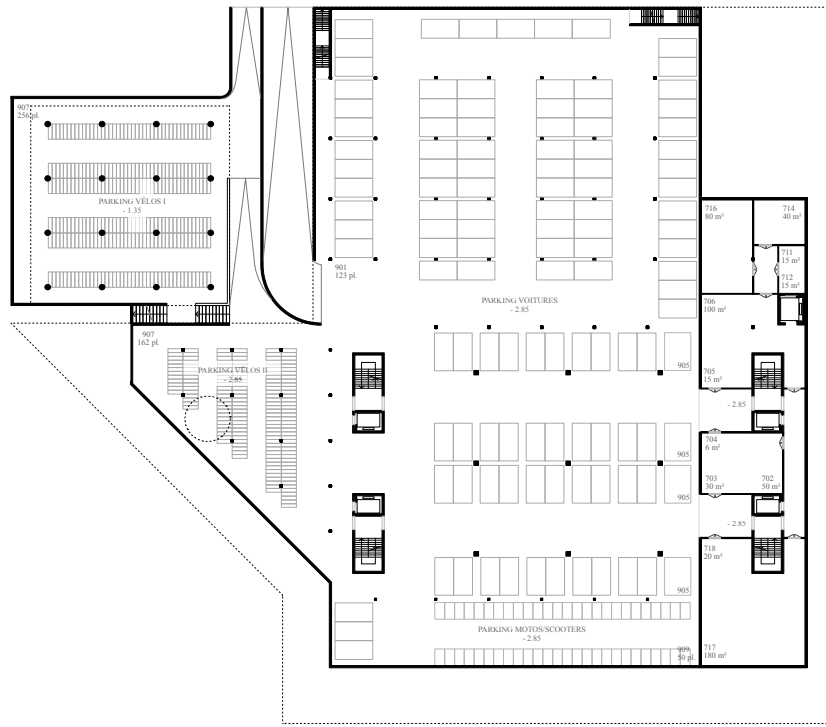 907
256 pl.
PARKING VÉLOS I
- 1.35
716
80 m²
714
40 m²
711
15 m²
712
15 m²
901
123 pl.
PARKING VOITURES
- 2.85
706
100 m²
907
162 pl.
PARKING VÉLOS II
- 2.85
905
705
15 m²
- 2.85
704
6 m²
905
703
30 m²
702
50 m²
905
- 2.85
718
20 m²
905
PARKING MOTOS/SCOOTERS
- 2.85
909
50 pl.
717
180 m²